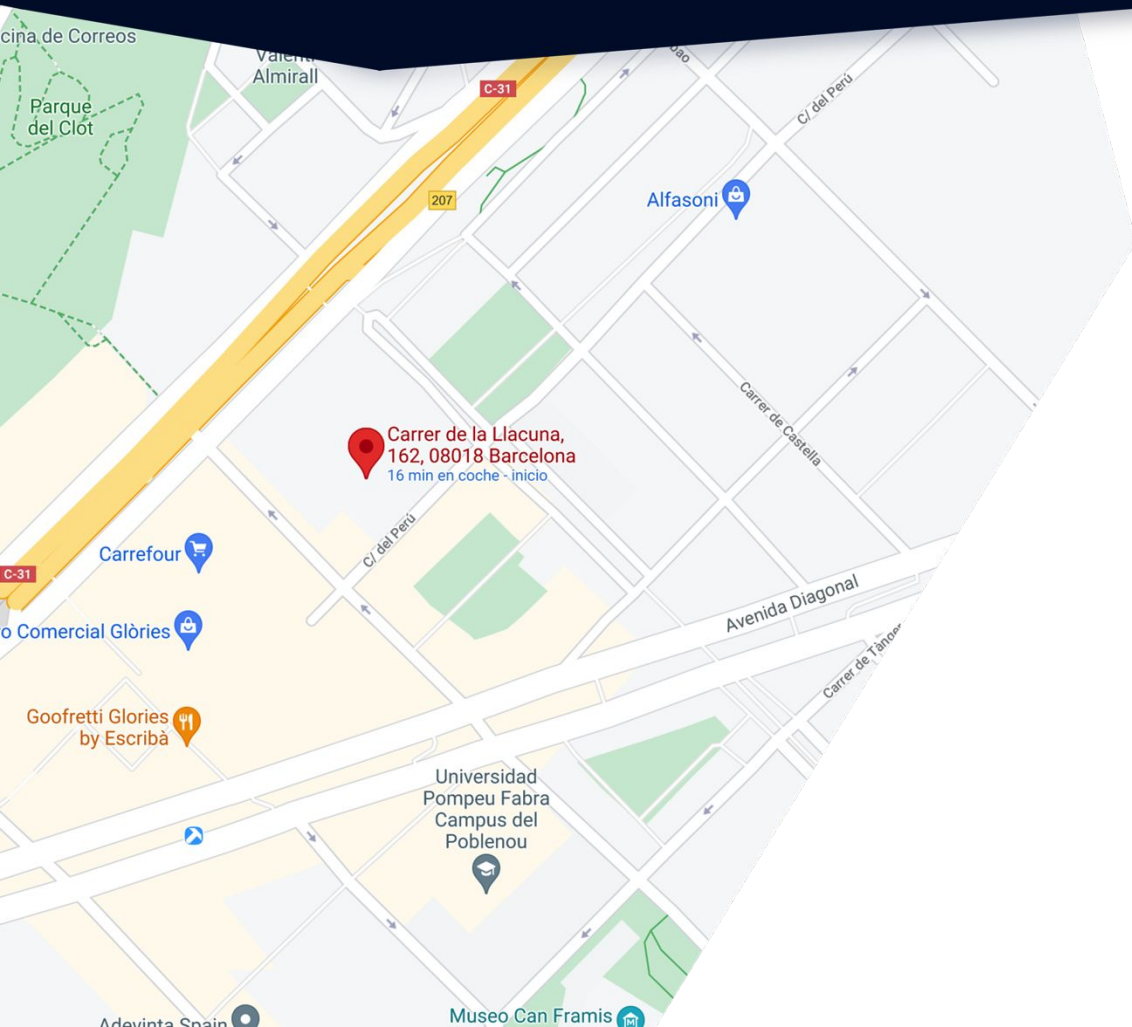 cina de Correos
Almirall
Parque
del Clot
C-31
C/ del Perú
207
Alfasoni
Carrer de Castella
Carrer de la Llacuna,
162, 08018 Barcelona
16 min en coche - inicio
C/ del Perú
Carrefour
C-31
Avenida Diagonal
o Comercial Glòries
Carrer de Tànger
Goofretti Glories
by Escribà
Universidad
Pompeu Fabra
Campus del
Poblenou
Museo Can Framis
Adevinta Spain